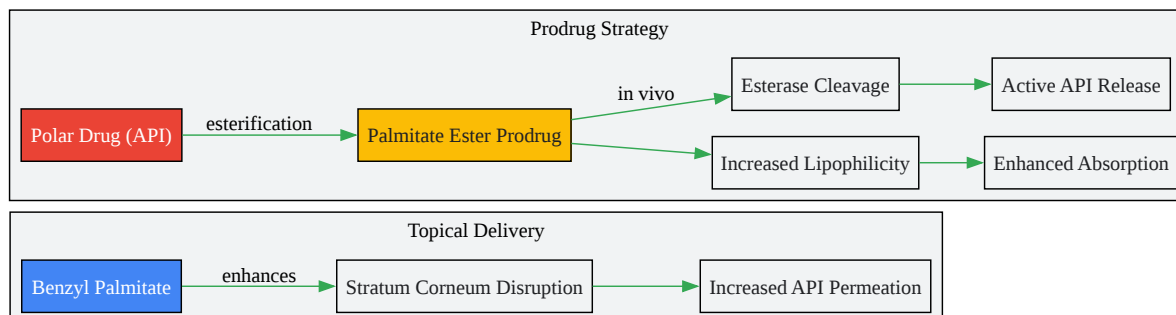 Prodrug Strategy
Polar Drug (API)
esterification
Palmitate Ester Prodrug
in vivo
Esterase Cleavage
Active API Release
Increased Lipophilicity
Enhanced Absorption
Topical Delivery
Benzyl Palmitate
enhances
Stratum Corneum Disruption
Increased API Permeation